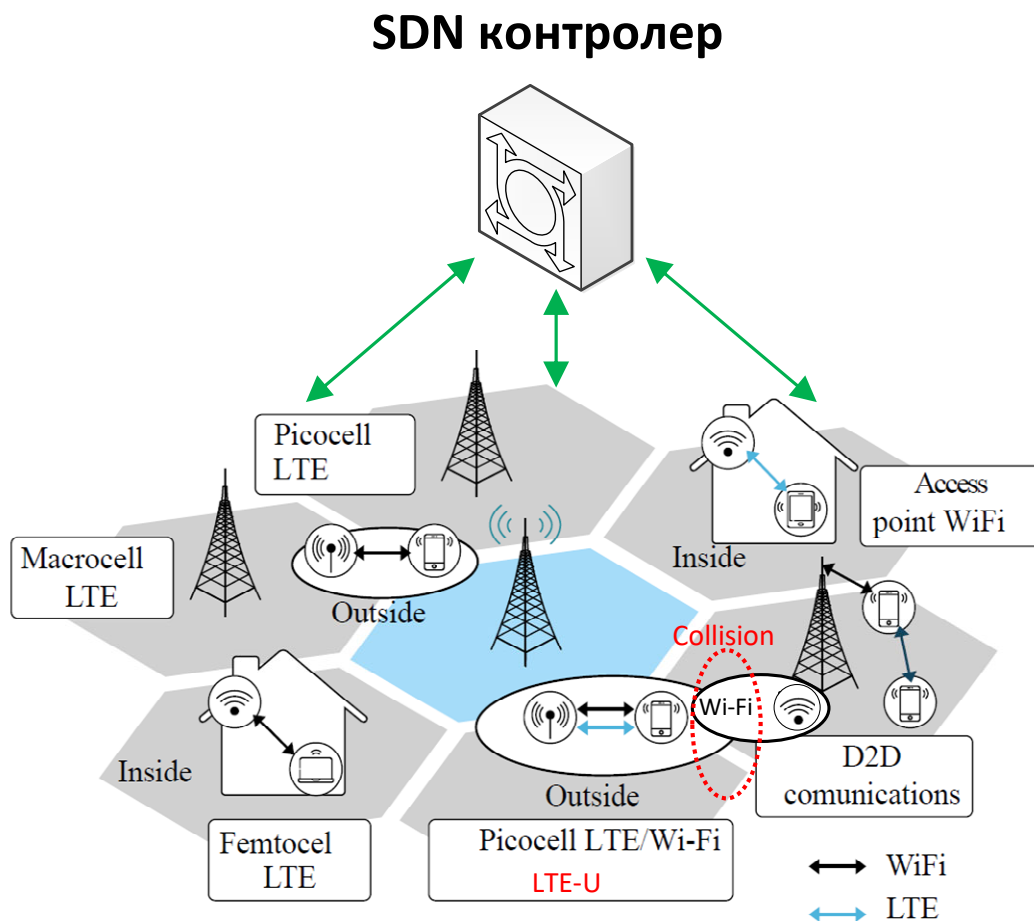 SDN контролер
Picocell
LTE
Access
point WiFi
Inside
Macrocell
LTE
Outside
Collision
Wi-Fi
Inside
Outside
D2D
comunications
Femtocel
LTE
Picocell LTE/Wi-Fi
LTE-U
WiFi
LTE